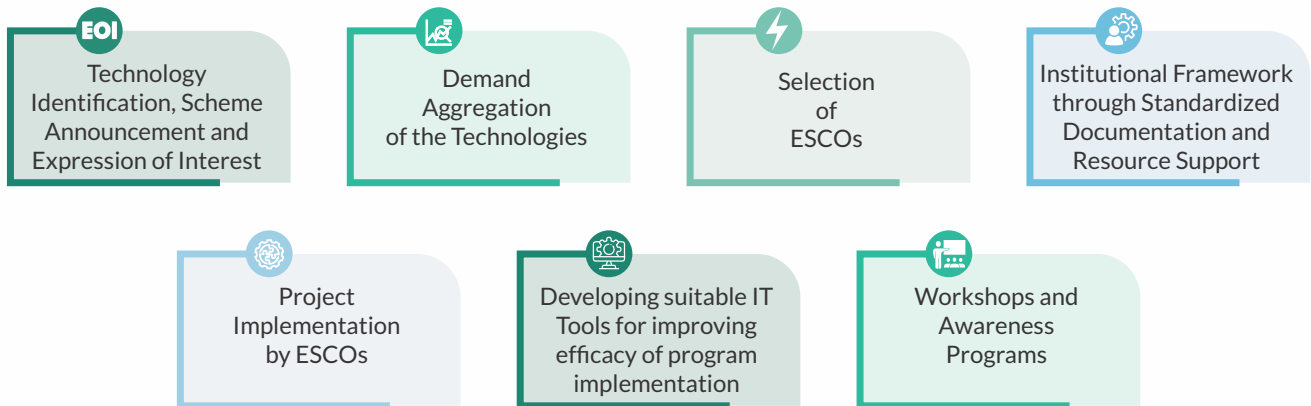 EOI
Technology
Identification, Scheme
Announcement and
Expression of Interest
Demand
Aggregation
of the Technologies
Selection
of
ESCOs
Institutional Framework
through Standardized
Documentation and
Resource Support
Project
Implementation
by ESCOs
Developing suitable IT
Tools for improving
efficacy of program
implementation
Workshops and
Awareness
Programs